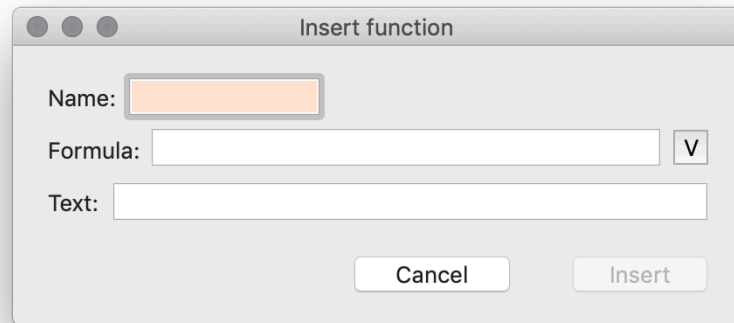 Insert function
Name:
Formula: V
Text:
Cancel Insert